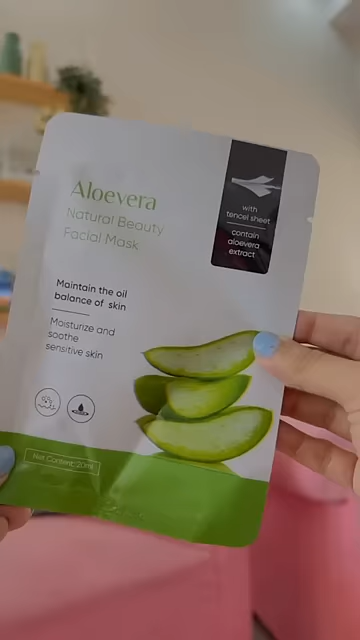 Aloevera
Natural Beauty
Facial Mask
with
tencel sheet
contain
aloevera
extract
Maintain the oil
balance of skin
Moisturize and
soothe
sensitive skin
Net Content: 20ml